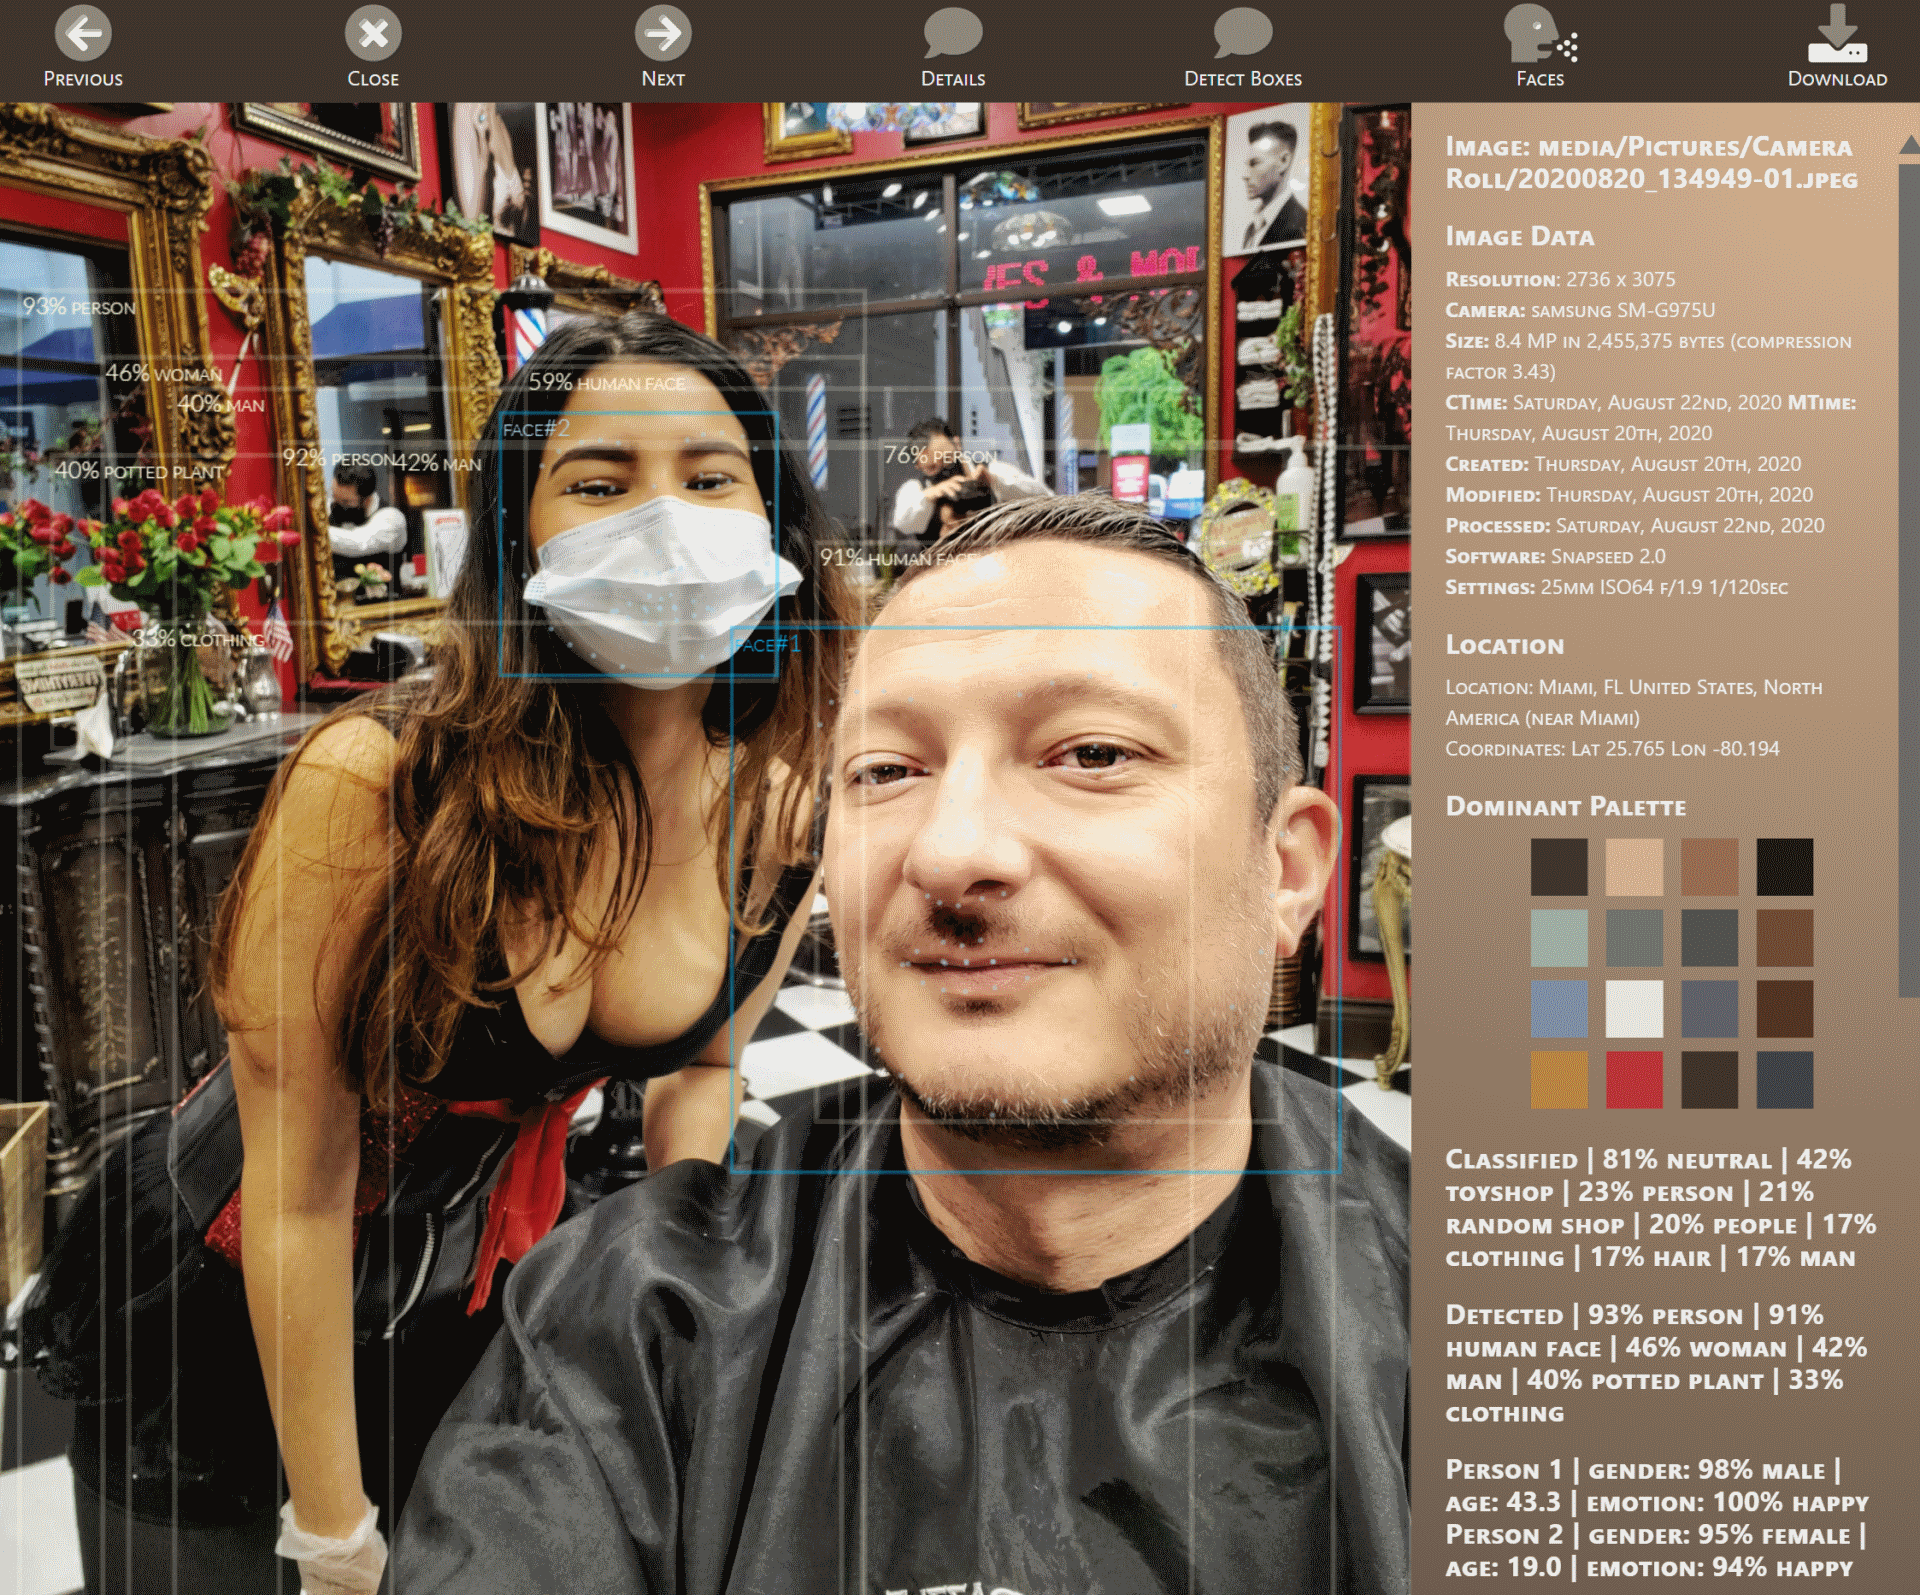 Previous
Close
Next
Details
Detect Boxes
Faces
Download
Image: media/Pictures/Camera
Roll/20200820_134949-01.jpeg
Image Data
Resolution: 2736 x 3075
Camera: samsung SM-G975U
Size: 8.4 MP in 2,455,375 bytes (compression
factor 3.43)
CTime: Saturday, August 22nd, 2020 MTime:
Thursday, August 20th, 2020
Created: Thursday, August 20th, 2020
Modified: Thursday, August 20th, 2020
Processed: Saturday, August 22nd, 2020
Software: Snapseed 2.0
Settings: 25mm ISO64 f/1.9 1/120sec
Location
Location: Miami, FL United States, North
America (near Miami)
Coordinates: Lat 25.765 Lon -80.194
Dominant Palette
Classified | 81% neutral | 42%
toyshop | 23% person | 21%
random shop | 20% people | 17%
clothing | 17% hair | 17% man
Detected | 93% person | 91%
human face | 46% woman | 42%
man | 40% potted plant | 33%
clothing
Person 1 | gender: 98% male |
age: 43.3 | emotion: 100% happy
Person 2 | gender: 95% female |
age: 19.0 | emotion: 94% happy
93% person
46% woman
59% human face
40% man
face#2
92% person
42% man
76% person
40% potted plant
91% human face
33% clothing
face#1
EVERYTHING